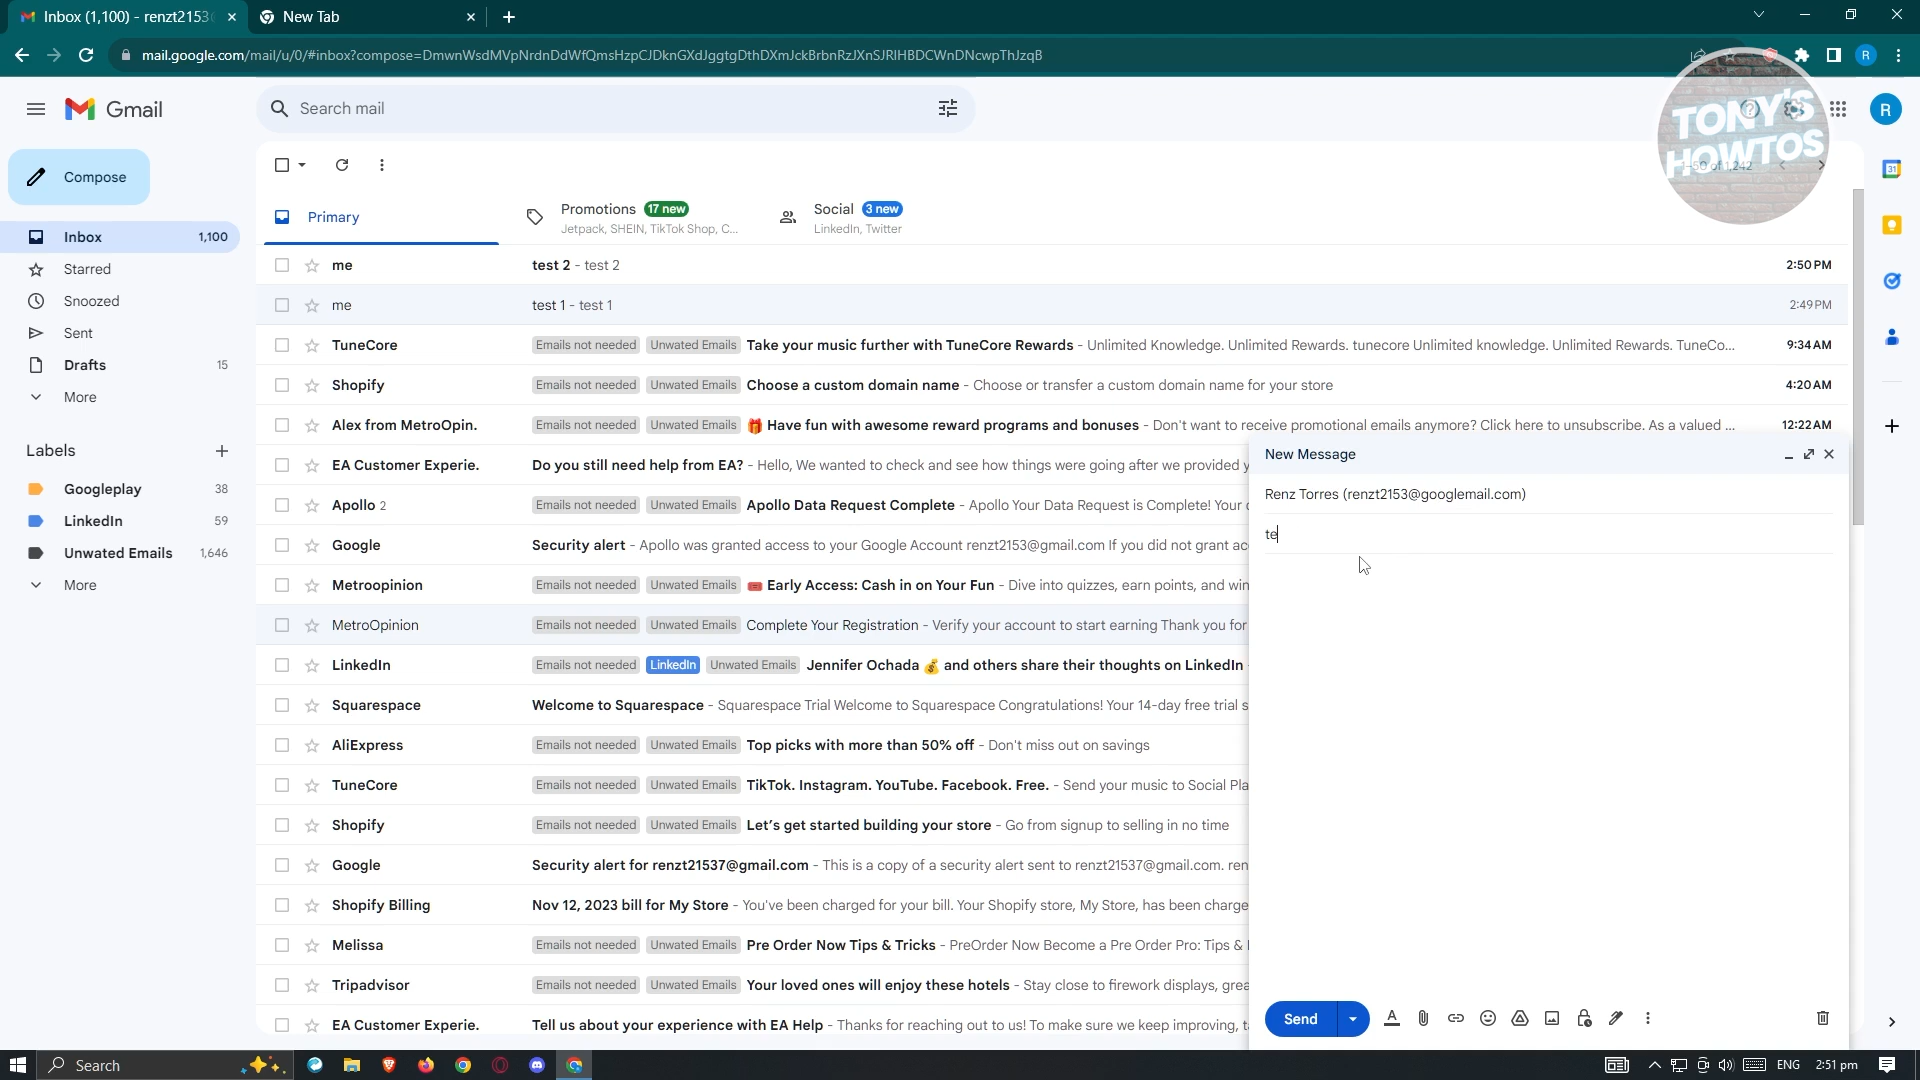 Inbox (1,100) - renzt2153
New Tab
mail.google.com/mail/u/0/#inbox?compose=DmwnWsdMVpNrdnDdWfQmsHzpCJDknGXdJggtgDthDXmJckBrbnRzJXnSJRlHBDCWnDNcwpThJzqB
R
Gmail
Search mail
R
TONY'S
HOWTOS
Compose
1–50 of 1,242
Primary
Promotions 17 new
Jetpack, SHEIN, TikTok Shop, C...
Social 3 new
LinkedIn, Twitter
Inbox 1,100
Starred
Snoozed
Sent
Drafts 15
More
Labels
Googleplay 38
LinkedIn 59
Unwated Emails 1,646
More
me test 2 - test 2 2:50 PM
me test 1 - test 1 2:49 PM
TuneCore Emails not needed Unwated Emails Take your music further with TuneCore Rewards - Unlimited Knowledge. Unlimited Rewards. tunecore Unlimited knowledge. Unlimited Rewards. TuneCo... 9:34 AM
Shopify Emails not needed Unwated Emails Choose a custom domain name - Choose or transfer a custom domain name for your store 4:20 AM
Alex from MetroOpin. Emails not needed Unwated Emails 🎁 Have fun with awesome reward programs and bonuses - Don't want to receive promotional emails anymore? Click here to unsubscribe. As a valued ... 12:22 AM
EA Customer Experie. Do you still need help from EA? - Hello, We wanted to check and see how things were going after we provided
Apollo 2 Emails not needed Unwated Emails Apollo Data Request Complete - Apollo Your Data Request is Complete! Your
Google Security alert - Apollo was granted access to your Google Account renzt2153@gmail.com If you did not grant
Metroopinion Emails not needed Unwated Emails 🎟️ Early Access: Cash in on Your Fun - Dive into quizzes, earn points, and win
MetroOpinion Emails not needed Unwated Emails Complete Your Registration - Verify your account to start earning Thank you for
LinkedIn Emails not needed LinkedIn Unwated Emails Jennifer Ochada 💰 and others share their thoughts on LinkedIn
Squarespace Welcome to Squarespace - Squarespace Trial Welcome to Squarespace Congratulations! Your 14-day free trial
AliExpress Emails not needed Unwated Emails Top picks with more than 50% off - Don't miss out on savings
TuneCore Emails not needed Unwated Emails TikTok. Instagram. YouTube. Facebook. Free. - Send your music to Social
Shopify Emails not needed Unwated Emails Let's get started building your store - Go from signup to selling in no time
Google Security alert for renzt21537@gmail.com - This is a copy of a security alert sent to renzt21537@gmail.com.
Shopify Billing Nov 12, 2023 bill for My Store - You've been charged for your bill. Your Shopify store, My Store, has been charge
Melissa Emails not needed Unwated Emails Pre Order Now Tips & Tricks - PreOrder Now Become a Pre Order Pro: Tips &
Tripadvisor Emails not needed Unwated Emails Your loved ones will enjoy these hotels - Stay close to firework displays,
EA Customer Experie. Tell us about your experience with EA Help - Thanks for reaching out to us! To make sure we keep improving,
New Message
Renz Torres (renzt2153@googlemail.com)
te
Send
Search
ENG
2:51 pm